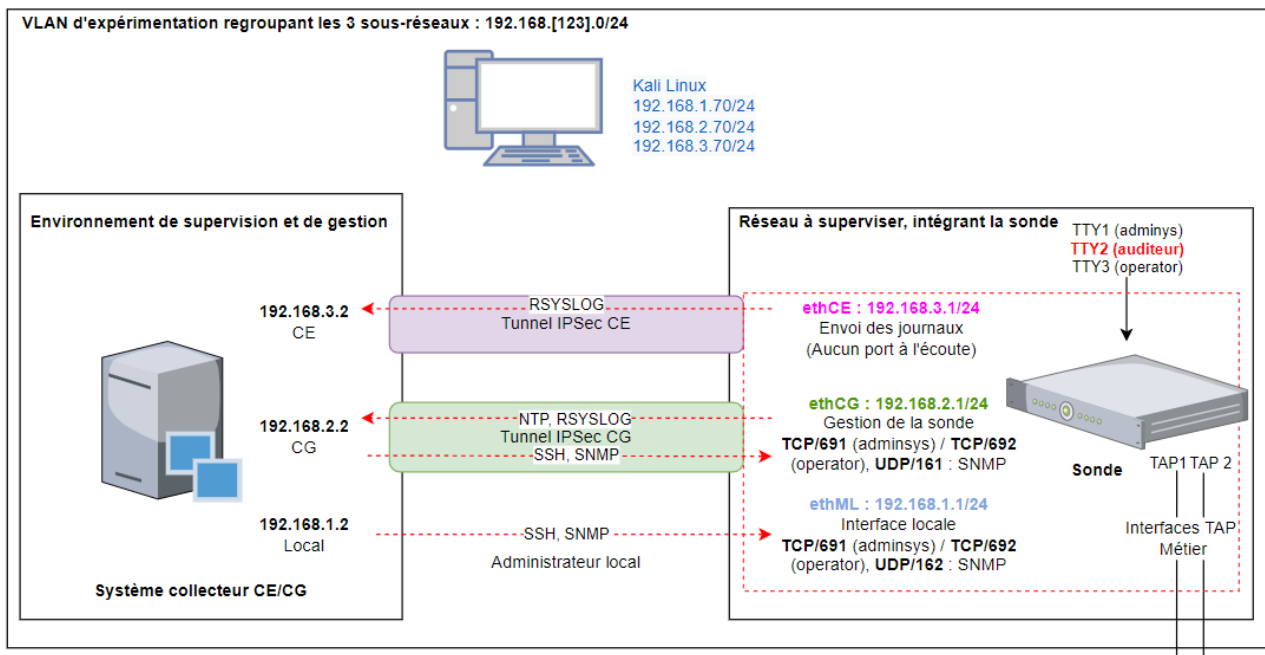 VLAN d'expérimentation regroupant les 3 sous-réseaux : 192.168.[123].0/24
Kali Linux
192.168.1.70/24
192.168.2.70/24
192.168.3.70/24
Environnement de supervision et de gestion
192.168.3.2
CE
192.168.2.2
CG
192.168.1.2
Local
Système collecteur CE/CG
RSYSLOG
Tunnel IPSec CE
NTP, RSYSLOG
Tunnel IPSec CG
SSH, SNMP
SSH, SNMP
Administrateur local
Réseau à superviser, intégrant la sonde
TTY1 (adminys)
TTY2 (auditeur)
TTY3 (operator)
ethCE : 192.168.3.1/24
Envoi des journaux
(Aucun port à l'écoute)
ethCG : 192.168.2.1/24
Gestion de la sonde
TCP/691 (adminsys) / TCP/692
(operator), UDP/161 : SNMP
ethML : 192.168.1.1/24
Interface locale
TCP/691 (adminsys) / TCP/692
(operator), UDP/162 : SNMP
Sonde
TAP1 TAP 2
Interfaces TAP
Métier